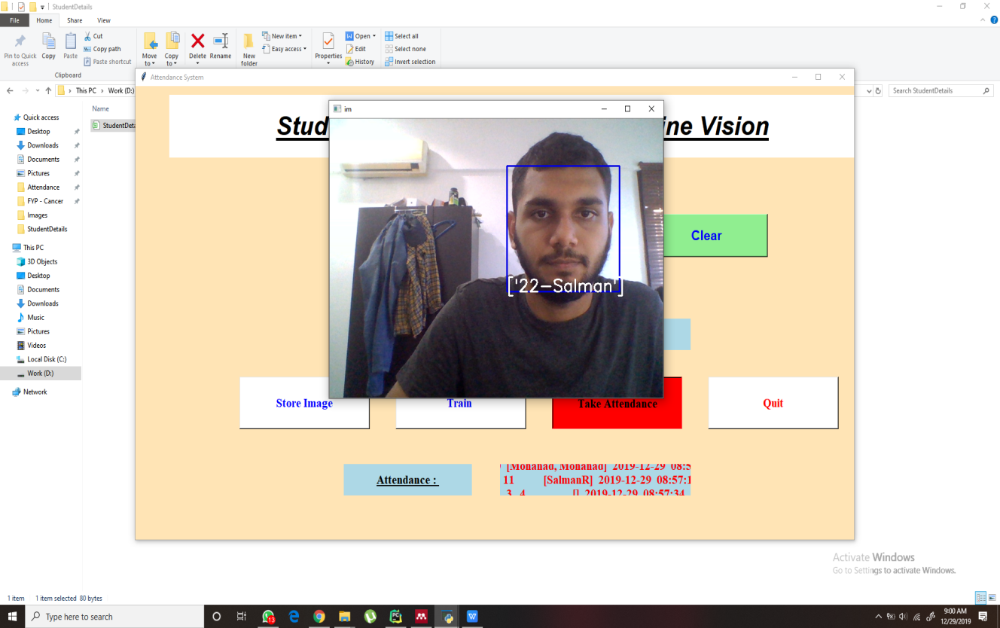 StudentDetails
File Home Share View
Pin to Quick access
Copy
Paste
Cut
Copy path
Paste shortcut
Clipboard
Move to
Copy to
Delete
Rename
New folder
New item
Easy access
Properties
Open
Edit
History
Select all
Select none
Invert selection
This PC > Work (D:)
Search StudentDetails
Quick access
Desktop
Downloads
Documents
Pictures
Attendance
FYP - Cancer
Images
StudentDetails
This PC
3D Objects
Desktop
Documents
Downloads
Music
Pictures
Videos
Local Disk (C:)
Work (D:)
Network
Name
StudentDeta
Attendance System
Stud
ine Vision
im
['22-Salman']
Clear
Store Image
Train
Take Attendance
Quit
Attendance :
[Mohanad, Mohanad] 2019-12-29 08:5
11 [SalmanR] 2019-12-29 08:57:1
3 4 [] 2019-12-29 08:57:34
Activate Windows
Go to Settings to activate Windows.
1 item 1 item selected 80 bytes
Type here to search
13
9:00 AM
12/29/2019